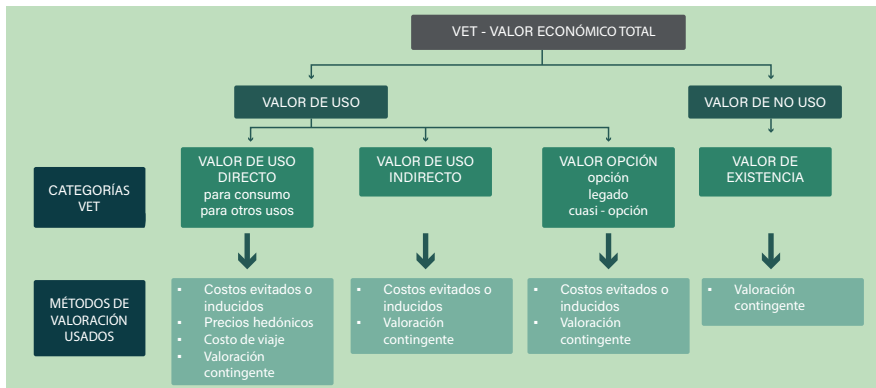 VET - VALOR ECONÓMICO TOTAL
VALOR DE USO
VALOR DE NO USO
CATEGORÍAS
VET
VALOR DE USO
DIRECTO
para consumo
para otros usos
VALOR DE USO
INDIRECTO
VALOR OPCIÓN
opción
legado
cuasi - opción
VALOR DE
EXISTENCIA
MÉTODOS DE
VALORACIÓN
USADOS
▪ Costos evitados o
inducidos
▪ Precios hedónicos
▪ Costo de viaje
▪ Valoración
contingente
▪ Costos evitados o
inducidos
▪ Valoración
contingente
▪ Costos evitados o
inducidos
▪ Valoración
contingente
▪ Valoración
contingente